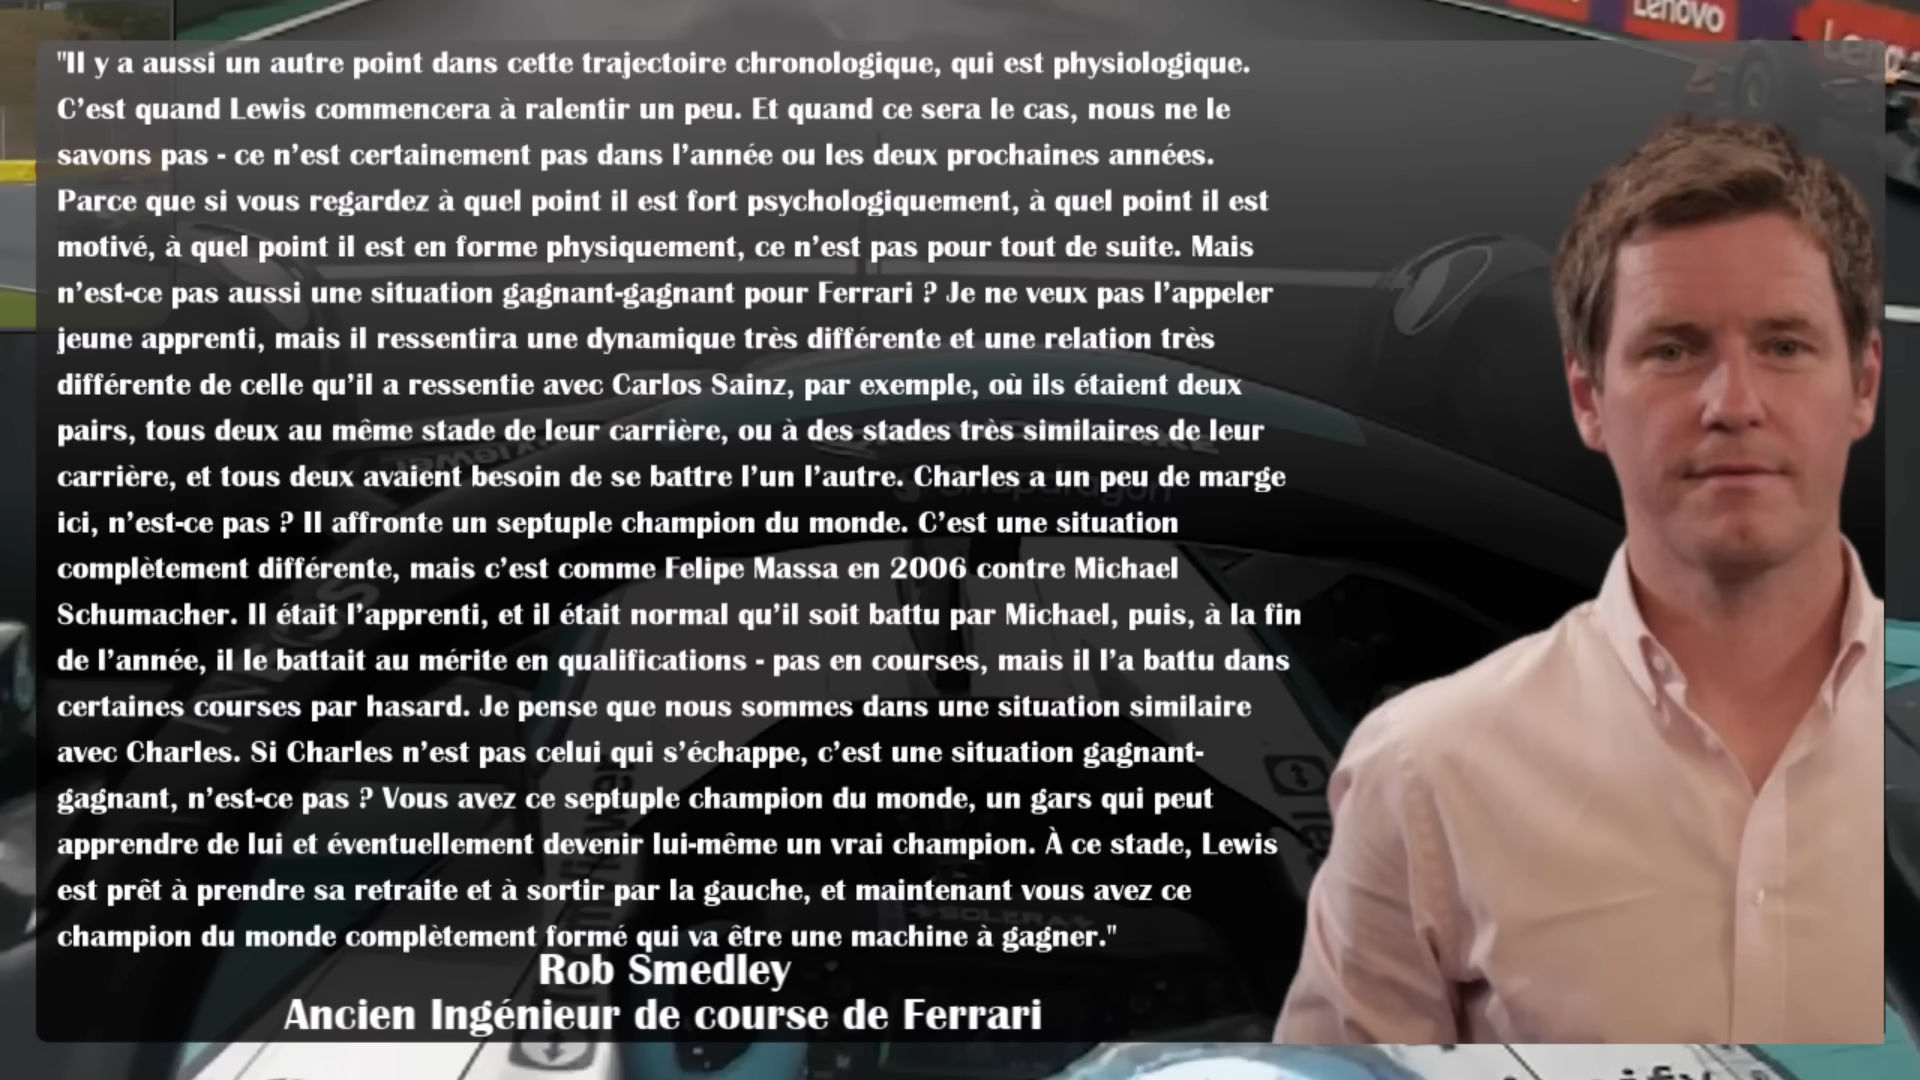 Lenovo
"Il y a aussi un autre point dans cette trajectoire chronologique, qui est physiologique.
C’est quand Lewis commencera à ralentir un peu. Et quand ce sera le cas, nous ne le
savons pas - ce n’est certainement pas dans l’année ou les deux prochaines années.
Parce que si vous regardez à quel point il est fort psychologiquement, à quel point il est
motivé, à quel point il est en forme physiquement, ce n’est pas pour tout de suite. Mais
n’est-ce pas aussi une situation gagnant-gagnant pour Ferrari ? Je ne veux pas l’appeler
jeune apprenti, mais il ressentira une dynamique très différente et une relation très
différente de celle qu’il a ressentie avec Carlos Sainz, par exemple, où ils étaient deux
pairs, tous deux au même stade de leur carrière, ou à des stades très similaires de leur
carrière, et tous deux avaient besoin de se battre l’un l’autre. Charles a un peu de marge
ici, n’est-ce pas ? Il affronte un septuple champion du monde. C’est une situation
complètement différente, mais c’est comme Felipe Massa en 2006 contre Michael
Schumacher. Il était l’apprenti, et il était normal qu’il soit battu par Michael, puis, à la fin
de l’année, il le battait au mérite en qualifications - pas en courses, mais il l’a battu dans
certaines courses par hasard. Je pense que nous sommes dans une situation similaire
avec Charles. Si Charles n’est pas celui qui s’échappe, c’est une situation gagnant-
gagnant, n’est-ce pas ? Vous avez ce septuple champion du monde, un gars qui peut
apprendre de lui et éventuellement devenir lui-même un vrai champion. À ce stade, Lewis
est prêt à prendre sa retraite et à sortir par la gauche, et maintenant vous avez ce
champion du monde complètement formé qui va être une machine à gagner."
Rob Smedley
Ancien Ingénieur de course de Ferrari
snapdragon
INEOS
SOLERA